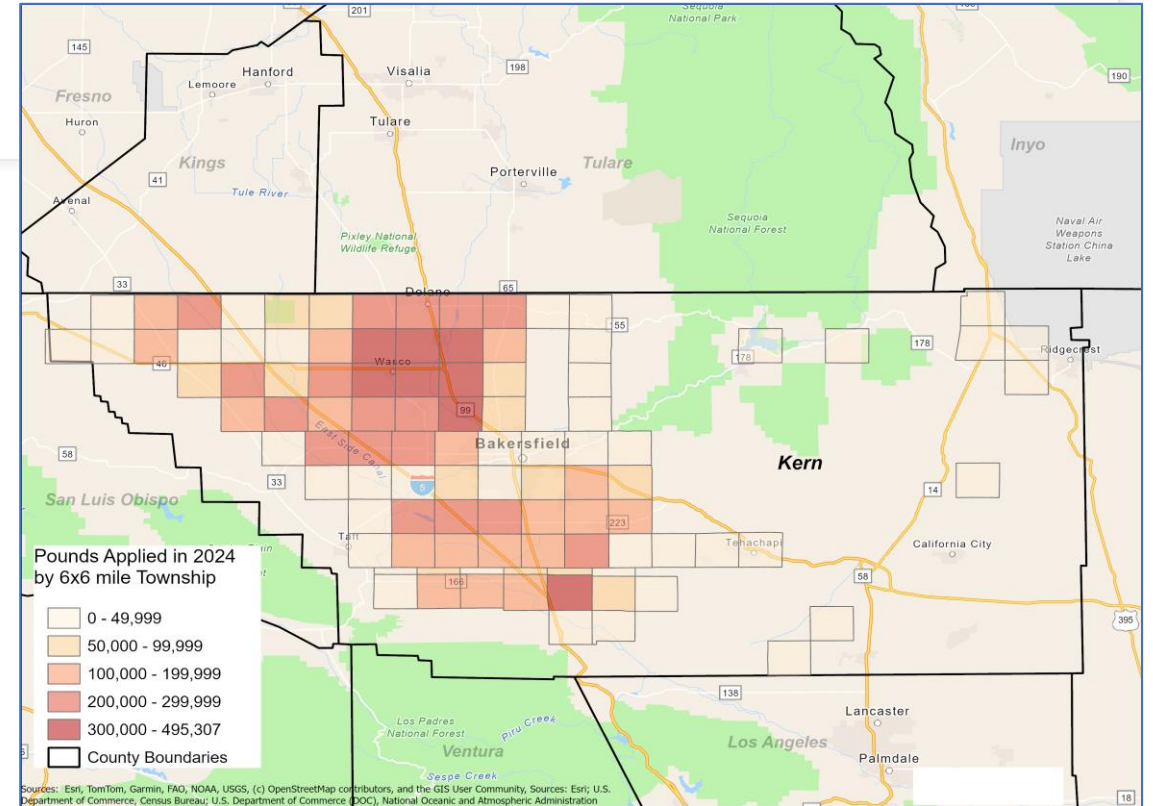 201
Sequoia
National Park
190
145
Hanford
Lemoore
Visalia
198
Fresno
Huron
Tulare
Inyo
Kings
Porterville
Tulare
41
Tule River
Avenal
Sequoia
National Forest
Naval Air
Weapons
Station China
Lake
Pixley National
Wildlife Refuge
33
65
Delano
55
178
178
46
Wasco
Ridgecrest
99
East Side Canal
Bakersfield
58
Kern
33
5
14
San Luis Obispo
223
Taft
Tehachapi
California City
166
58
395
Pounds Applied in 2024
by 6x6 mile Township
0 - 49,999
50,000 - 99,999
100,000 - 199,999
200,000 - 299,999
300,000 - 495,307
County Boundaries
138
Lancaster
Los Padres
National Forest
Piru Creek
Ventura
Los Angeles
Palmdale
Sespe Creek
18
Sources: Esri, TomTom, Garmin, FAO, NOAA, USGS, (c) OpenStreetMap contributors, and the GIS User Community, Sources: Esri; U.S.
Department of Commerce, Census Bureau; U.S. Department of Commerce (DOC), National Oceanic and Atmospheric Administration